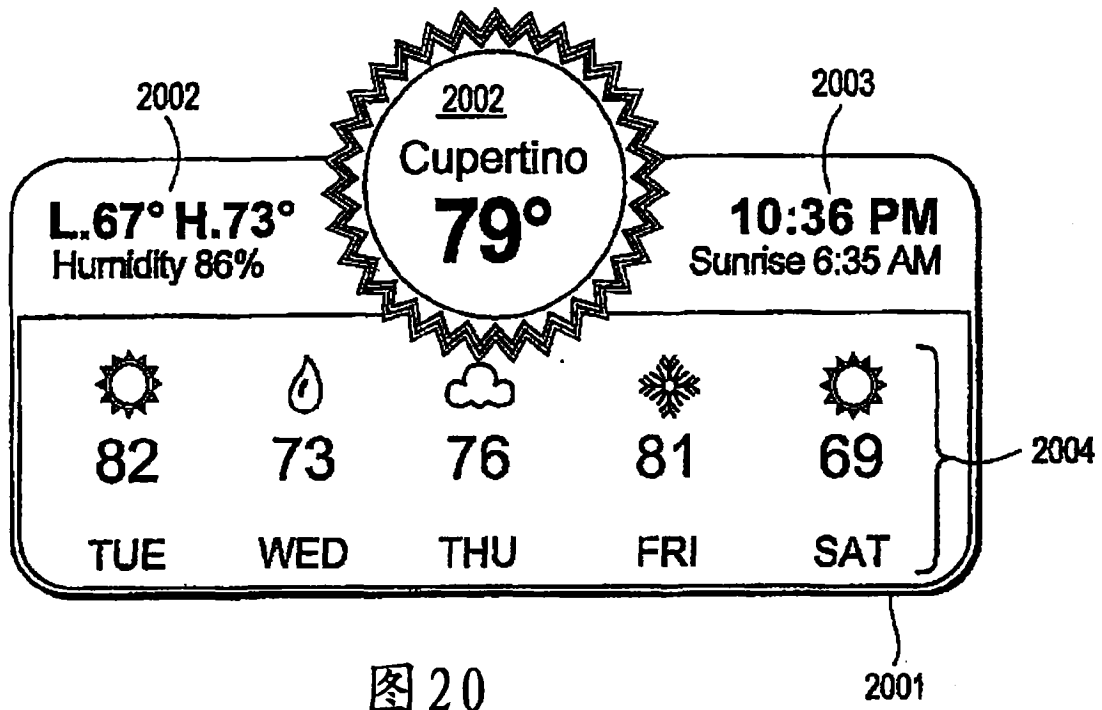 2002
2002
2003
Cupertino
79°
L.67° H.73°
Humidity 86%
10:36 PM
Sunrise 6:35 AM
82 73 76 81 69
2004
TUE WED THU FRI SAT
2001
图20